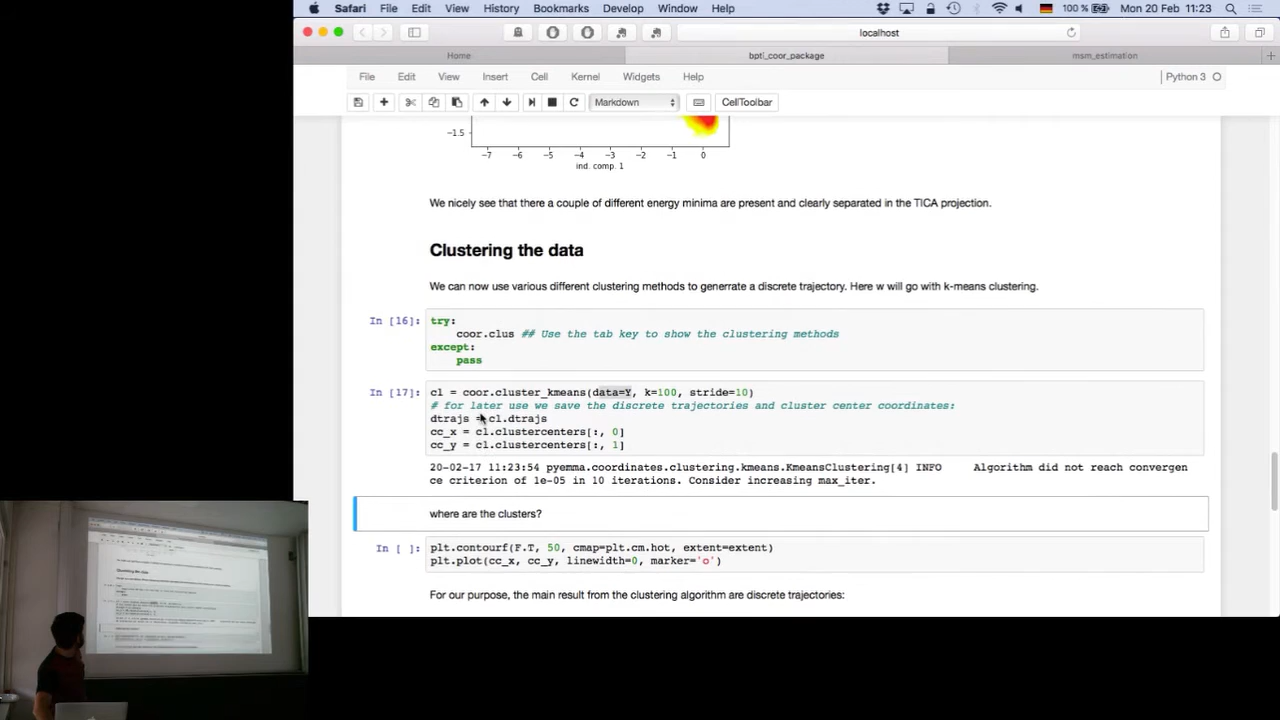 Safari File Edit View History Bookmarks Develop Window Help 100 % Mon 20 Feb 11:23
localhost
Home bpti_coor_package msm_estimation
File Edit View Insert Cell Kernel Widgets Help Python 3
Markdown CellToolbar
−1.5
−7 −6 −5 −4 −3 −2 −1 0
ind. comp. 1
We nicely see that there a couple of different energy minima are present and clearly separated in the TICA projection.
Clustering the data
We can now use various different clustering methods to generrate a discrete trajectory. Here w will go with k-means clustering.
In [16]: try:
coor.clus ## Use the tab key to show the clustering methods
except:
pass
In [17]: cl = coor.cluster_kmeans(data=Y, k=100, stride=10)
# for later use we save the discrete trajectories and cluster center coordinates:
dtrajs = cl.dtrajs
cc_x = cl.clustercenters[:, 0]
cc_y = cl.clustercenters[:, 1]
20-02-17 11:23:54 pyemma.coordinates.clustering.kmeans.KmeansClustering[4] INFO Algorithm did not reach convergen
ce criterion of 1e-05 in 10 iterations. Consider increasing max_iter.
where are the clusters?
In [ ]: plt.contourf(F.T, 50, cmap=plt.cm.hot, extent=extent)
plt.plot(cc_x, cc_y, linewidth=0, marker='o')
For our purpose, the main result from the clustering algorithm are discrete trajectories: